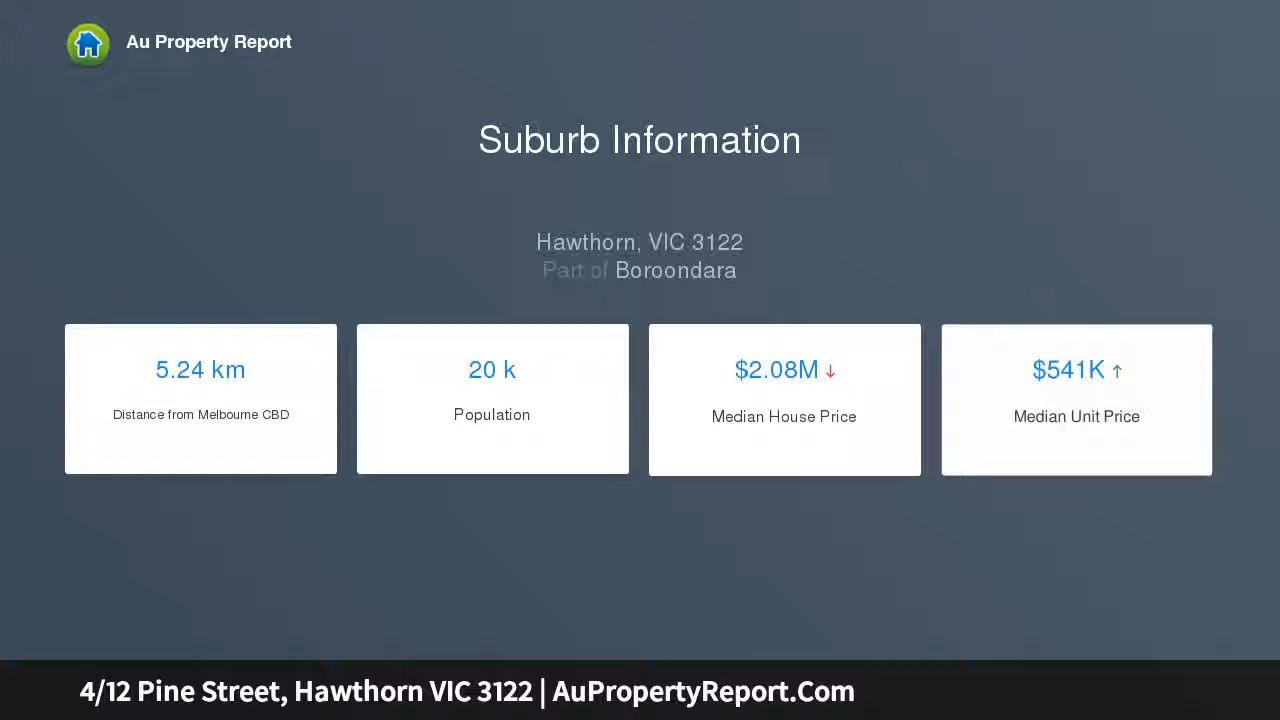 Au Property Report
Suburb Information
Hawthorn, VIC 3122
Part of Boroondara
5.24 km
Distance from Melbourne CBD
20 k
Population
$2.08M ↓
Median House Price
$541K ↑
Median Unit Price
4/12 Pine Street, Hawthorn VIC 3122 | AuPropertyReport.Com